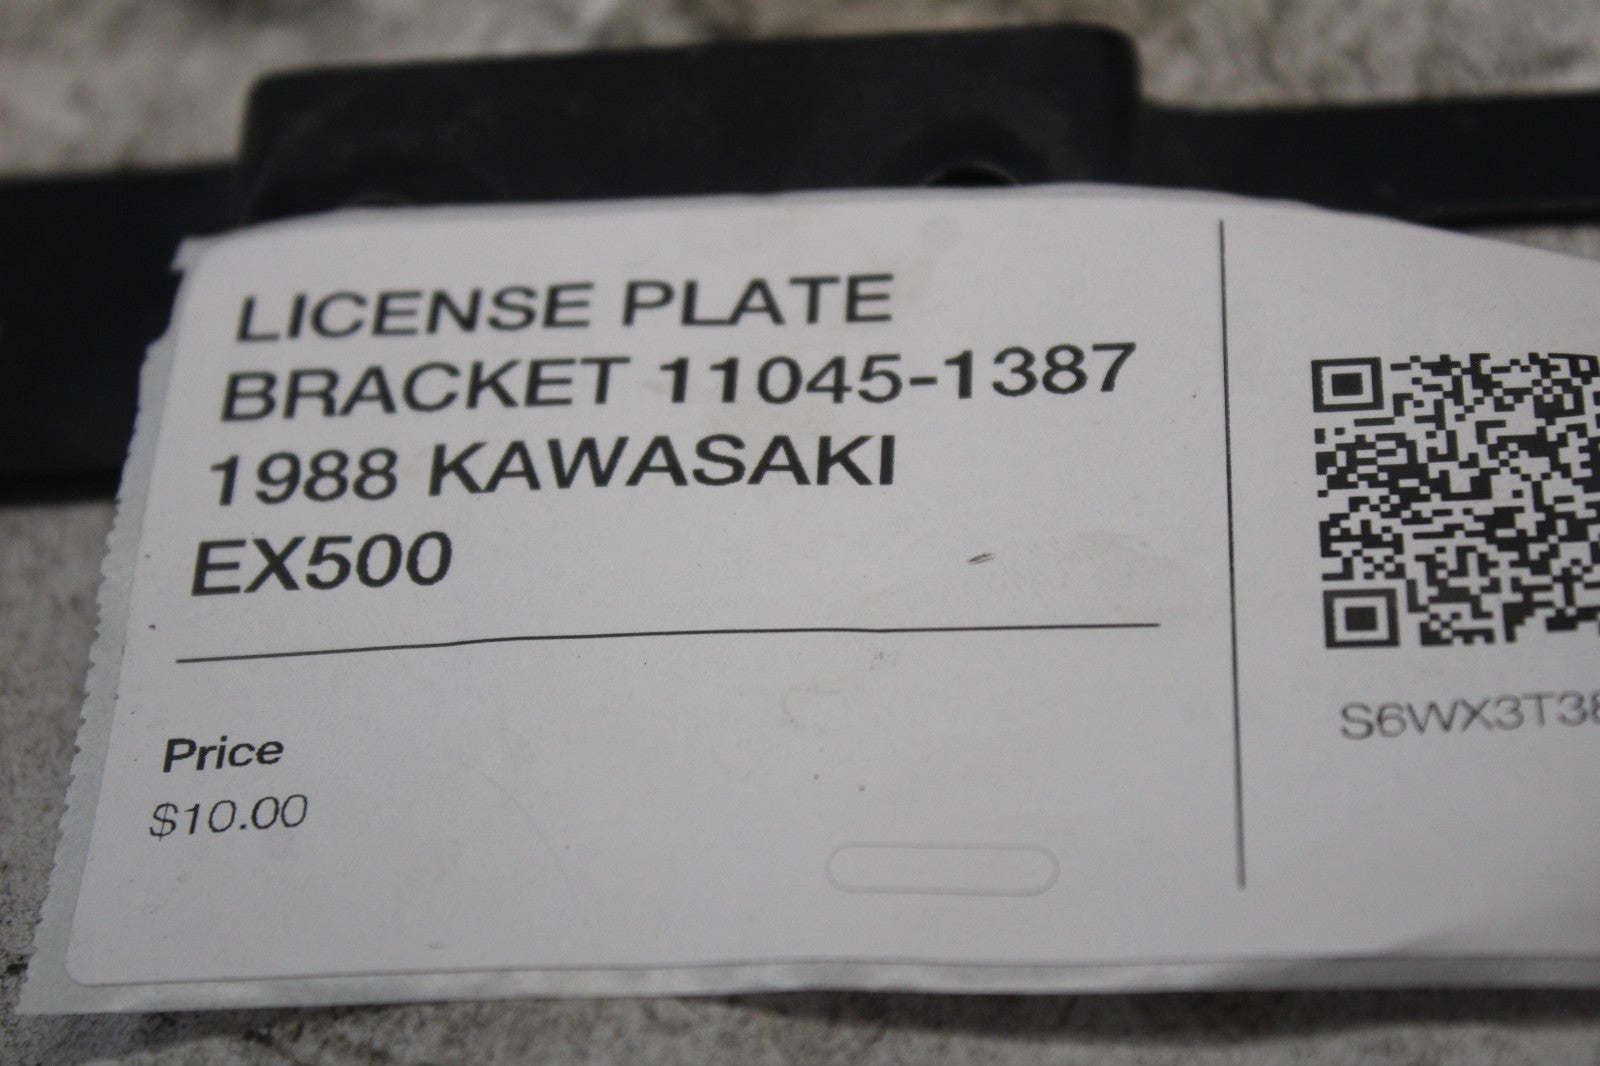 LICENSE PLATE
BRACKET 11045-1387
1988 KAWASAKI
EX500
Price
$10.00